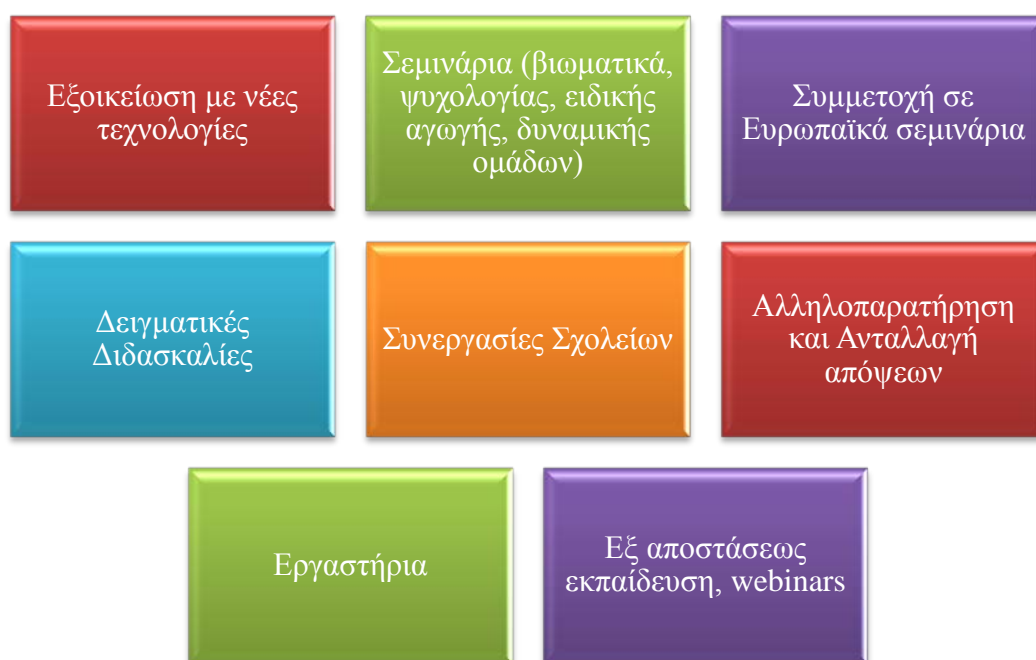 Εξοικείωση με νέες
τεχνολογίες
Σεμινάρια (βιωματικά,
ψυχολογίας, ειδικής
αγωγής, δυναμικής
ομάδων)
Συμμετοχή σε
Ευρωπαϊκά σεμινάρια
Δειγματικές
Διδασκαλίες
Συνεργασίες Σχολείων
Αλληλοπαρατήρηση
και Ανταλλαγή
απόψεων
Εργαστήρια
Εξ αποστάσεως
εκπαίδευση, webinars